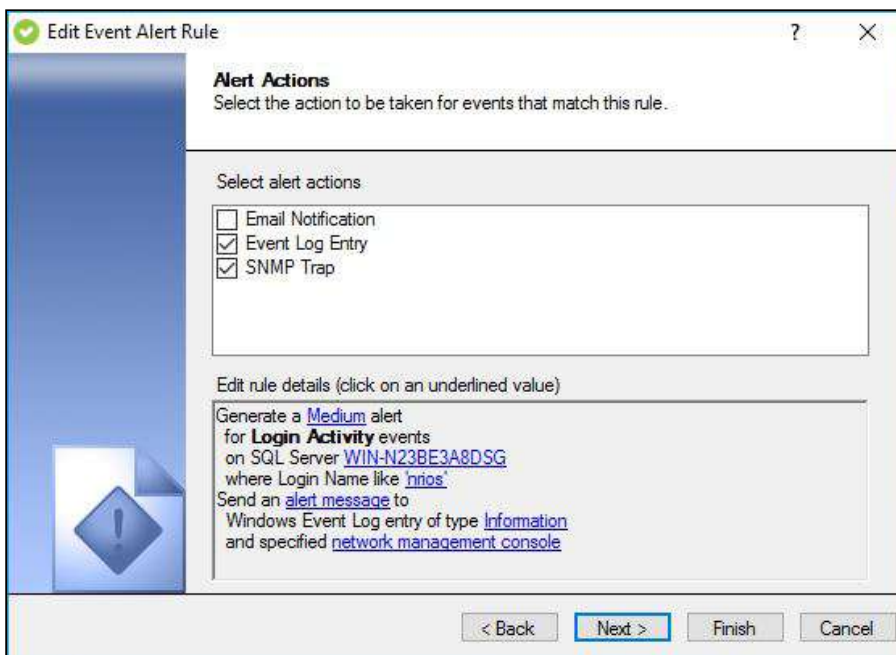 Edit Event Alert Rule
?
Alert Actions
Select the action to be taken for events that match this rule.
Select alert actions
Email Notification
Event Log Entry
SNMP Trap
Edit rule details (click on an underlined value)
Generate a Medium alert
for Login Activity events
on SQL Server WIN-N23BE3A8DSG
where Login Name like 'nrios'
Send an alert message to
Windows Event Log entry of type Information
and specified network management console
< Back Next > Finish Cancel